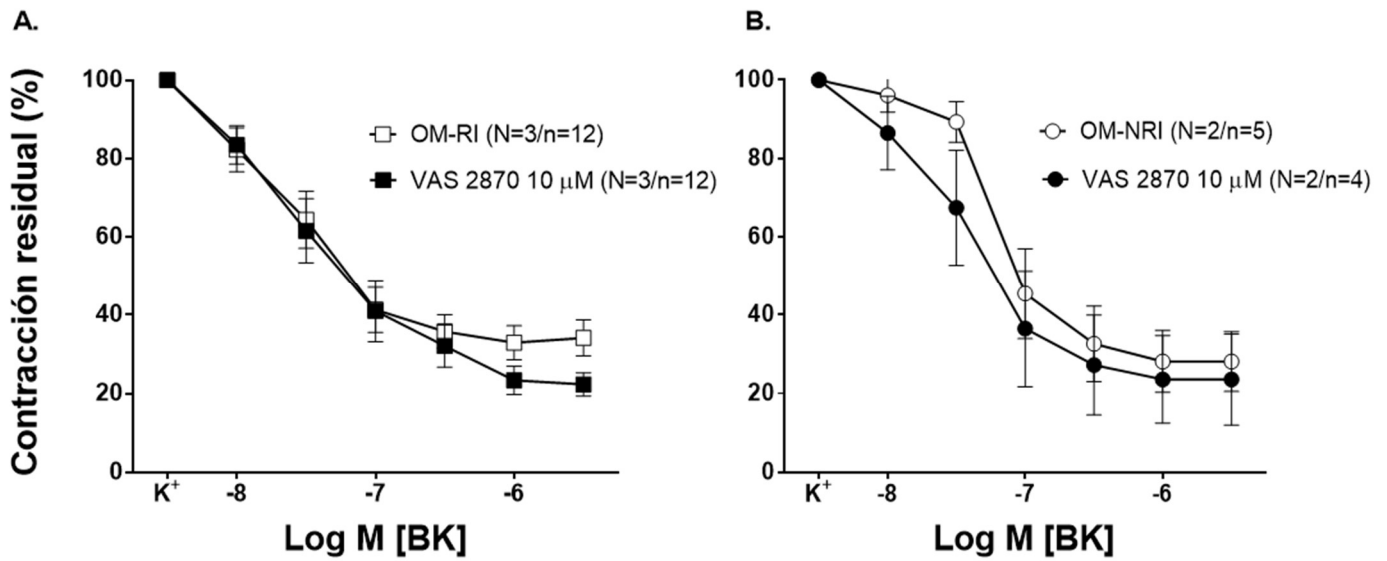 A.
Contracción residual (%)
100
80
60
40
20
0
OM-RI (N=3/n=12)
VAS 2870 10 μM (N=3/n=12)
K⁺ -8 -7 -6
Log M [BK]
B.
100
80
60
40
20
0
OM-NRI (N=2/n=5)
VAS 2870 10 μM (N=2/n=4)
K⁺ -8 -7 -6
Log M [BK]